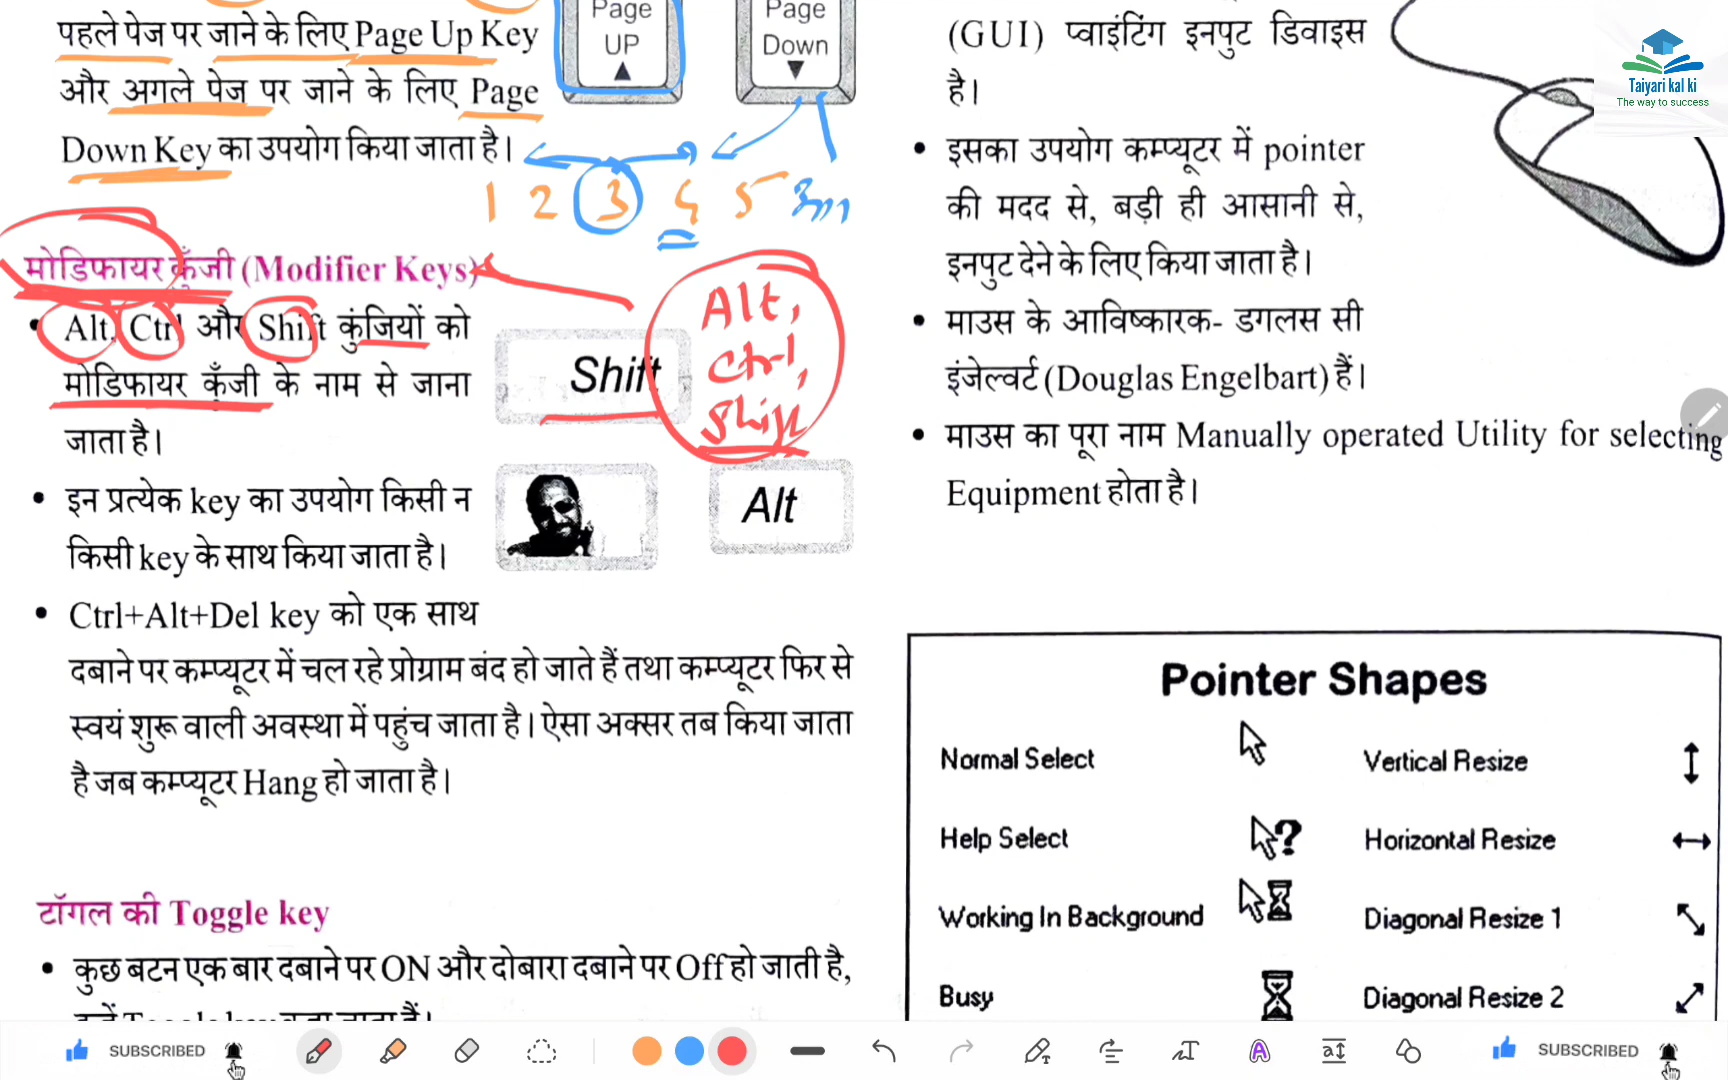 पहले पेज पर जाने के लिए Page Up Key
और अगले पेज पर जाने के लिए Page
Down Key का उपयोग किया जाता है।
Page
UP
Page
Down
1 2 3 4 5
मोडिफायर कुँजी (Modifier Keys)
• Alt, Ctrl और Shift कुंजियों को
मोडिफायर कुँजी के नाम से जाना
जाता है।
Shift
Alt,
Ctrl,
Shift
Alt
• इन प्रत्येक key का उपयोग किसी न
किसी key के साथ किया जाता है।
• Ctrl+Alt+Del key को एक साथ
दबाने पर कम्प्यूटर में चल रहे प्रोग्राम बंद हो जाते हैं तथा कम्प्यूटर फिर से
स्वयं शुरू वाली अवस्था में पहुंच जाता है। ऐसा अक्सर तब किया जाता
है जब कम्प्यूटर Hang हो जाता है।
टॉगल की Toggle key
• कुछ बटन एक बार दबाने पर ON और दोबारा दबाने पर Off हो जाती है,
(GUI) प्वाइंटिंग इनपुट डिवाइस
है।
• इसका उपयोग कम्प्यूटर में pointer
की मदद से, बड़ी ही आसानी से,
इनपुट देने के लिए किया जाता है।
• माउस के आविष्कारक- डगलस सी
इंजेल्वर्ट (Douglas Engelbart) हैं।
• माउस का पूरा नाम Manually operated Utility for selecting
Equipment होता है।
Taiyari kal ki
The way to success
Pointer Shapes
Normal Select
Vertical Resize
Help Select
Horizontal Resize
Working In Background
Diagonal Resize 1
Busy
Diagonal Resize 2
SUBSCRIBED
SUBSCRIBED